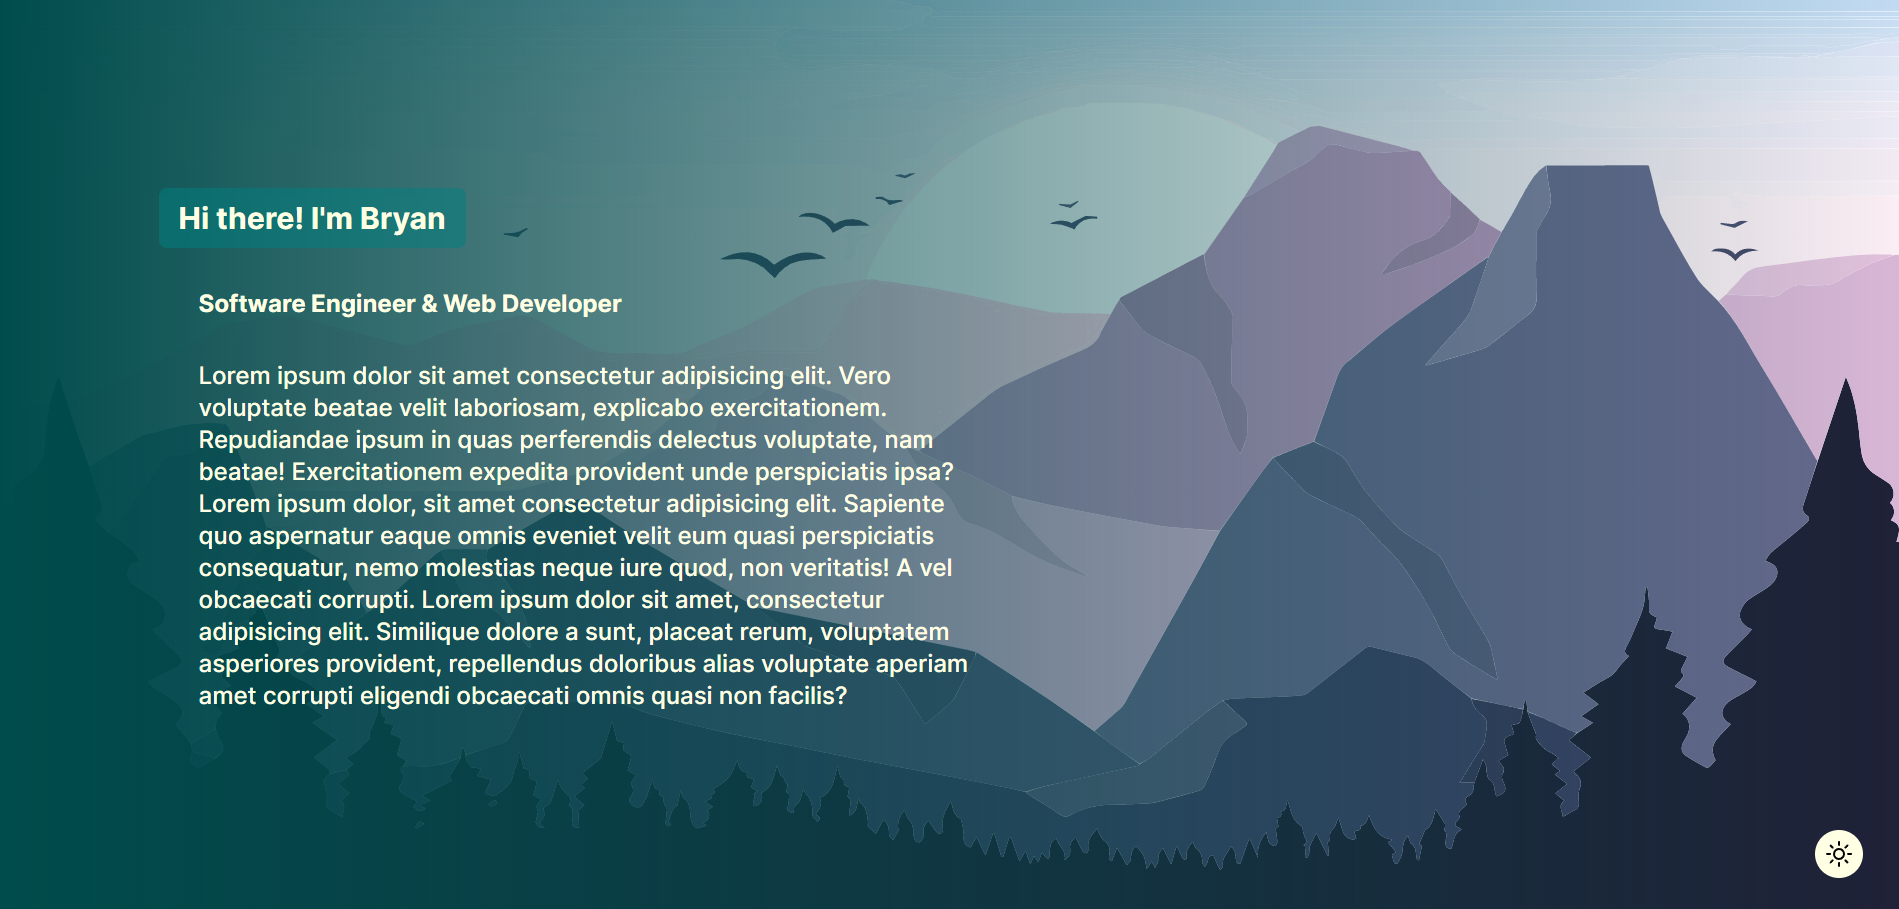 Hi there! I'm Bryan
Software Engineer & Web Developer
Lorem ipsum dolor sit amet consectetur adipisicing elit. Vero
voluptate beatae velit laboriosam, explicabo exercitationem.
Repudiandae ipsum in quas perferendis delectus voluptate, nam
beatae! Exercitationem expedita provident unde perspiciatis ipsa?
Lorem ipsum dolor, sit amet consectetur adipisicing elit. Sapiente
quo aspernatur eaque omnis eveniet velit eum quasi perspiciatis
consequatur, nemo molestias neque iure quod, non veritatis! A vel
obcaecati corrupti. Lorem ipsum dolor sit amet, consectetur
adipisicing elit. Similique dolore a sunt, placeat rerum, voluptatem
asperiores provident, repellendus doloribus alias voluptate aperiam
amet corrupti eligendi obcaecati omnis quasi non facilis?